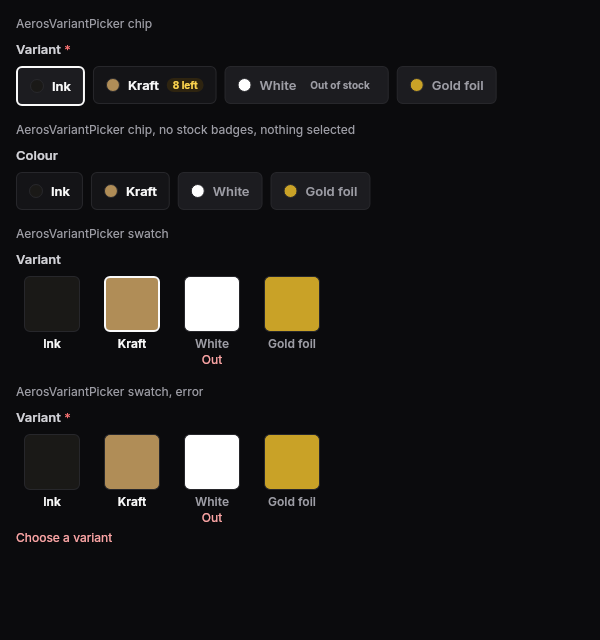 AerosVariantPicker chip
Variant *
Ink Kraft 8 left White Out of stock Gold foil
AerosVariantPicker chip, no stock badges, nothing selected
Colour
Ink Kraft White Gold foil
AerosVariantPicker swatch
Variant
Ink Kraft White Gold foil
Out
AerosVariantPicker swatch, error
Variant *
Ink Kraft White Gold foil
Out
Choose a variant